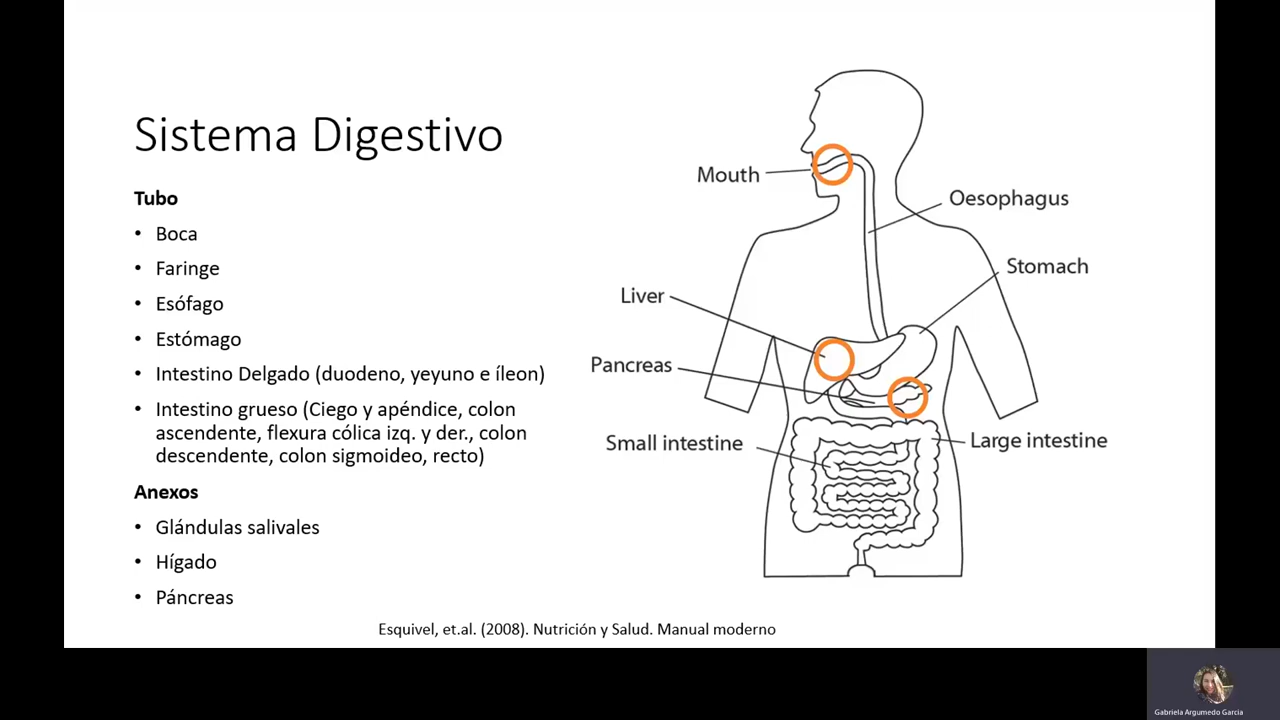 Sistema Digestivo
Tubo
• Boca
• Faringe
• Esófago
• Estómago
• Intestino Delgado (duodeno, yeyuno e íleon)
• Intestino grueso (Ciego y apéndice, colon
ascendente, flexura cólica izq. y der., colon
descendente, colon sigmoideo, recto)
Anexos
• Glándulas salivales
• Hígado
• Páncreas
Mouth
Oesophagus
Stomach
Liver
Pancreas
Small intestine
Large intestine
Esquivel, et.al. (2008). Nutrición y Salud. Manual moderno
Gabriela Argumedo Garcia